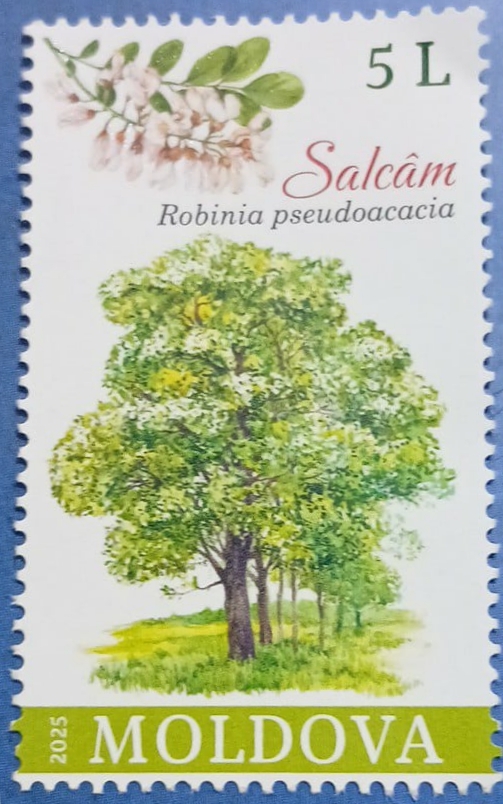 5 L
Salcâm
Robinia pseudoacacia
2025
MOLDOVA